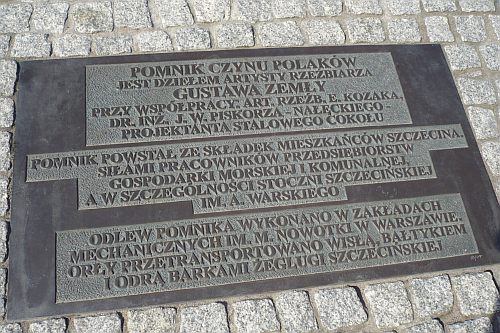 POMNIK CZYNU POLAKÓW
JEST DZIEŁEM ARTYSTY RZEŹBIARZA
GUSTAWA ZEMŁY
PRZY WSPÓŁPRACY, ART. RZEŹB. E. KOZAKA,
DR. INŻ. J. W. PISKORZA - NAŁĘCKIEGO -
PROJEKTANTA STALOWEGO COKOŁU
POMNIK POWSTAŁ ZE SKŁADEK MIESZKAŃCÓW SZCZECINA,
SIŁAMI PRACOWNIKÓW PRZEDSIĘBIORSTW
GOSPODARKI MORSKIEJ I KOMUNALNEJ,
A W SZCZEGÓLNOŚCI STOCZNI SZCZECIŃSKIEJ
IM. A. WARSKIEGO
ODLEW POMNIKA WYKONANO W ZAKŁADACH
MECHANICZNYCH IM. M. NOWOTKI W WARSZAWIE.
ORŁY PRZETRANSPORTOWANO WISŁĄ, BAŁTYKIEM
I ODRĄ BARKAMI ŻEGLUGI SZCZECIŃSKIEJ